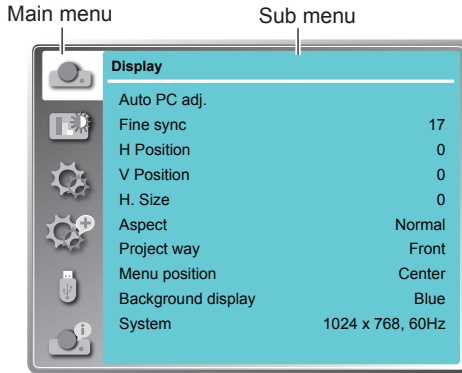 Main menu
Sub menu
Display
Auto PC adj.
Fine sync 17
H Position 0
V Position 0
H. Size 0
Aspect Normal
Project way Front
Menu position Center
Background display Blue
System 1024 x 768, 60Hz